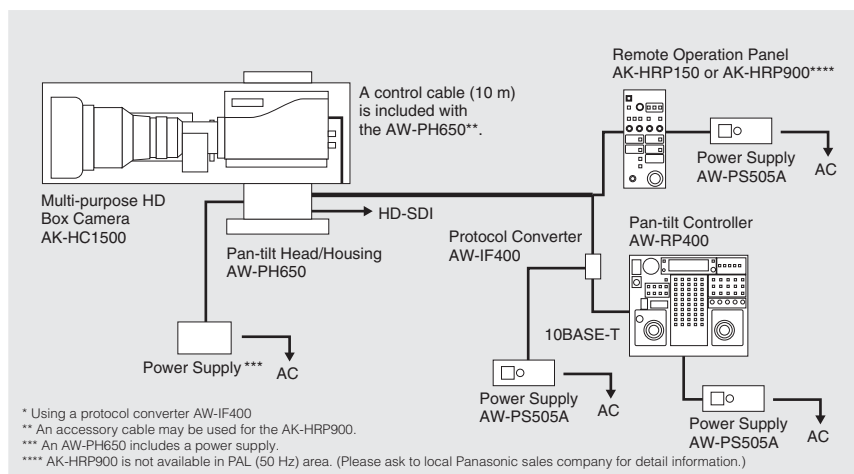 Remote Operation Panel
AK-HRP150 or AK-HRP900****
A control cable (10 m)
is included with
the AW-PH650**.
Power Supply
AW-PS505A
AC
Multi-purpose HD
Box Camera
AK-HC1500
HD-SDI
Pan-tilt Head/Housing
AW-PH650
Protocol Converter
AW-IF400
Pan-tilt Controller
AW-RP400
10BASE-T
Power Supply ***
AC
Power Supply
AW-PS505A
AC
Power Supply
AW-PS505A
AC
* Using a protocol converter AW-IF400
** An accessory cable may be used for the AK-HRP900.
*** An AW-PH650 includes a power supply.
**** AK-HRP900 is not available in PAL (50 Hz) area. (Please ask to local Panasonic sales company for detail information.)